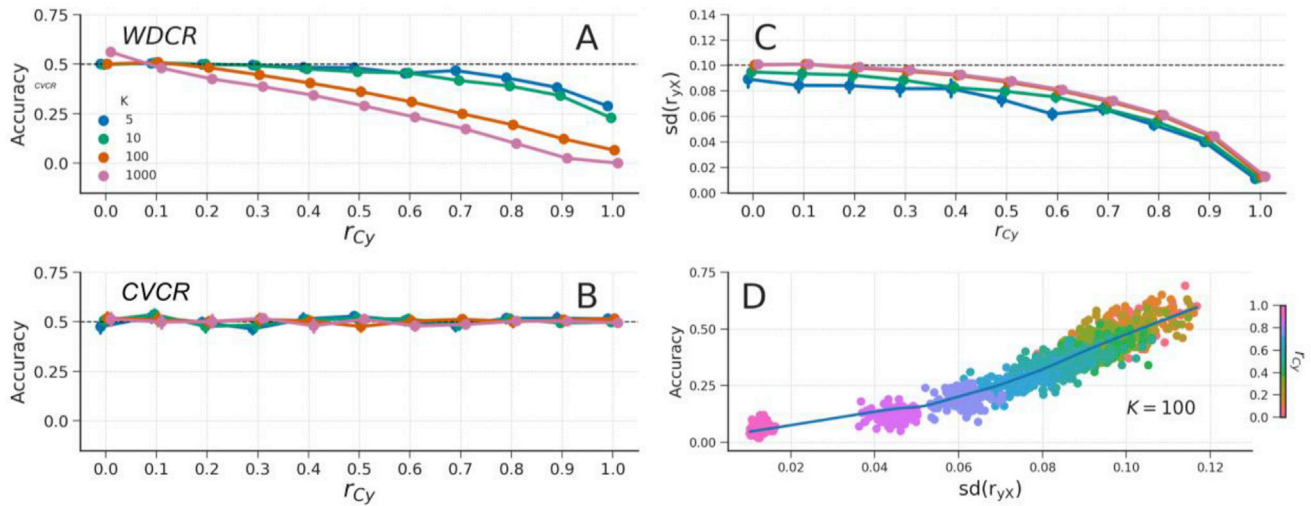 0.75
WDCR
A
0.5
CVCR
K
5
0.25
10
100
0.0
1000
Accuracy
0.0 0.1 0.2 0.3 0.4 0.5 0.6 0.7 0.8 0.9 1.0
rCy
0.14
C
0.12
0.10
0.08
0.06
0.04
0.02
0.00
sd(ryX)
0.0 0.1 0.2 0.3 0.4 0.5 0.6 0.7 0.8 0.9 1.0
rCy
0.75
CVCR
B
0.5
0.25
0.0
Accuracy
0.0 0.1 0.2 0.3 0.4 0.5 0.6 0.7 0.8 0.9 1.0
rCy
0.75
D
0.50
0.25
0.00
Accuracy
K = 100
1.0
0.8
0.6
0.4
0.2
0.0
rCy
0.02 0.04 0.06 0.08 0.10 0.12
sd(ryX)